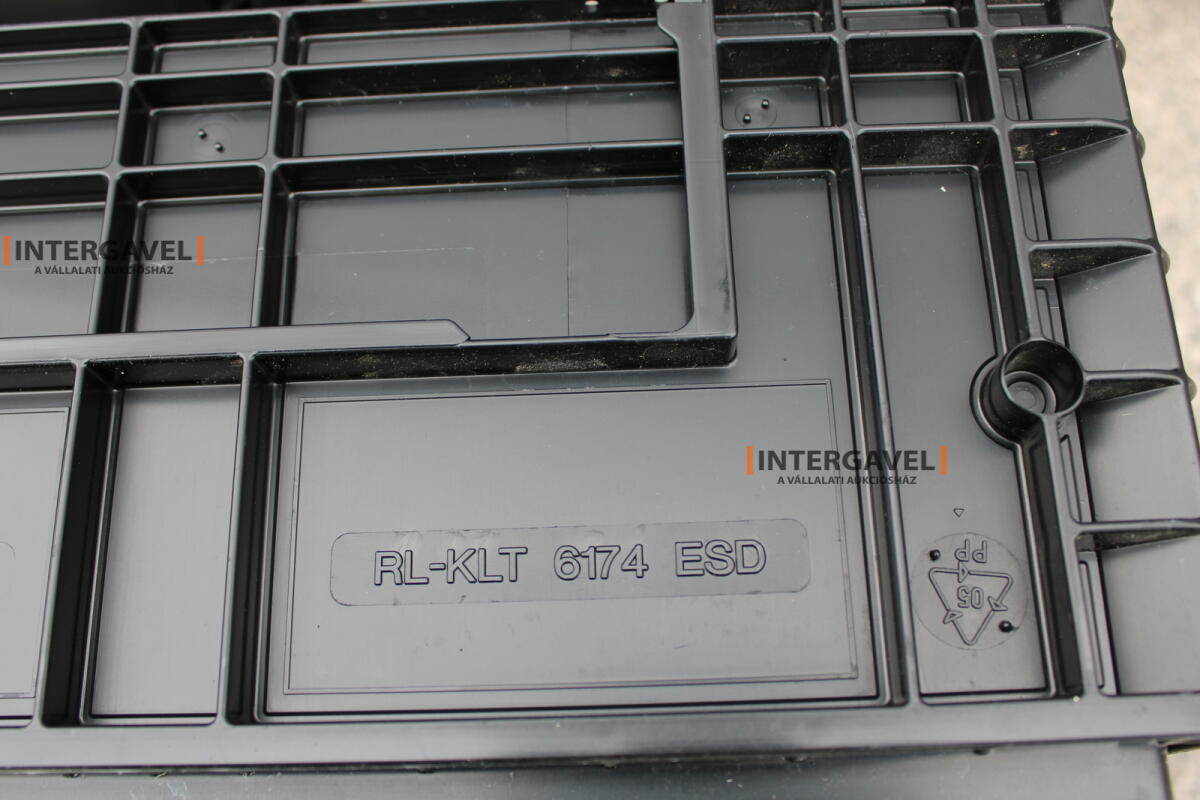 INTERGAVEL
A VÁLLALATI AUKCIÓSHÁZ
INTERGAVEL
A VÁLLALATI AUKCIÓSHÁZ
RL-KLT 6174 ESD
PP
05